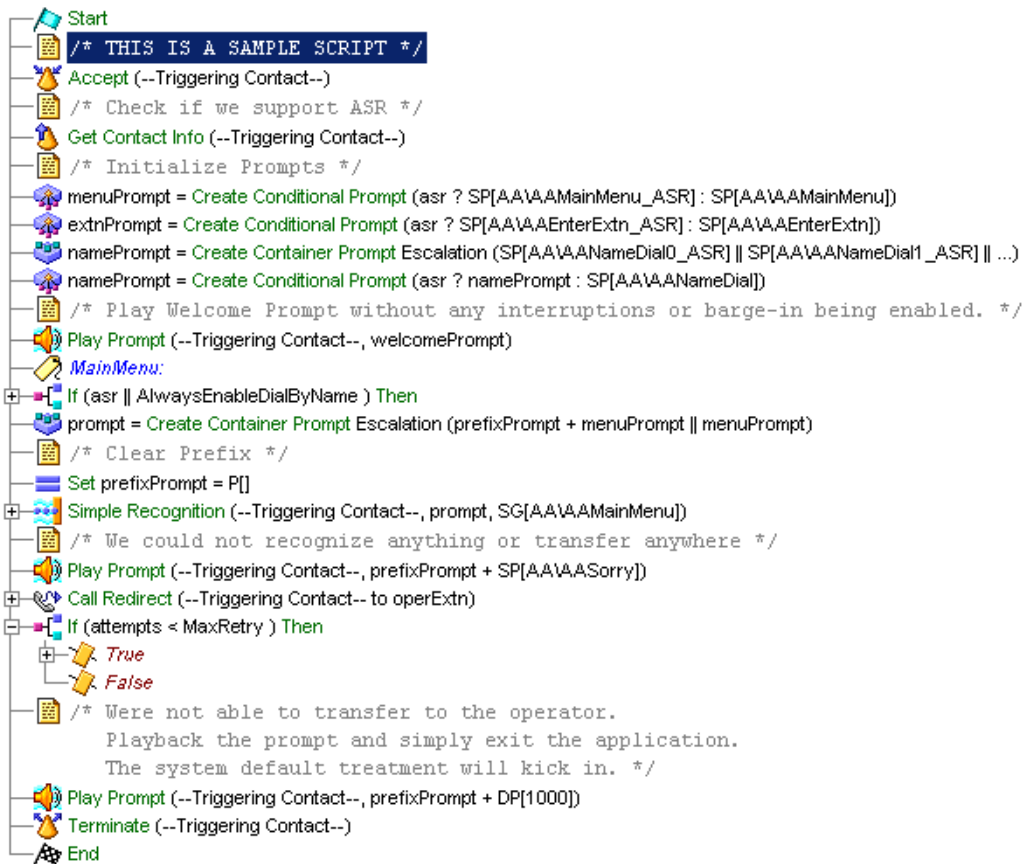 Start
/* THIS IS A SAMPLE SCRIPT */
Accept (--Triggering Contact--)
/* Check if we support ASR */
Get Contact Info (--Triggering Contact--)
/* Initialize Prompts */
menuPrompt = Create Conditional Prompt (asr ? SP[AA\AAMainMenu_ASR] : SP[AA\AAMainMenu])
extnPrompt = Create Conditional Prompt (asr ? SP[AA\AAEnterExtn_ASR] : SP[AA\AAEnterExtn])
namePrompt = Create Container Prompt Escalation (SP[AA\AANameDial0_ASR] || SP[AA\AANameDial1_ASR] || ...)
namePrompt = Create Conditional Prompt (asr ? namePrompt : SP[AA\AANameDial])
/* Play Welcome Prompt without any interruptions or barge-in being enabled. */
Play Prompt (--Triggering Contact--, welcomePrompt)
MainMenu:
If (asr || AlwaysEnableDialByName ) Then
prompt = Create Container Prompt Escalation (prefixPrompt + menuPrompt || menuPrompt)
/* Clear Prefix */
Set prefixPrompt = P[]
Simple Recognition (--Triggering Contact--, prompt, SG[AA\AAMainMenu])
/* We could not recognize anything or transfer anywhere */
Play Prompt (--Triggering Contact--, prefixPrompt + SP[AA\AASorry])
Call Redirect (--Triggering Contact-- to operExtn)
If (attempts < MaxRetry ) Then
True
False
/* Were not able to transfer to the operator.
Playback the prompt and simply exit the application.
The system default treatment will kick in. */
Play Prompt (--Triggering Contact--, prefixPrompt + DP[1000])
Terminate (--Triggering Contact--)
End